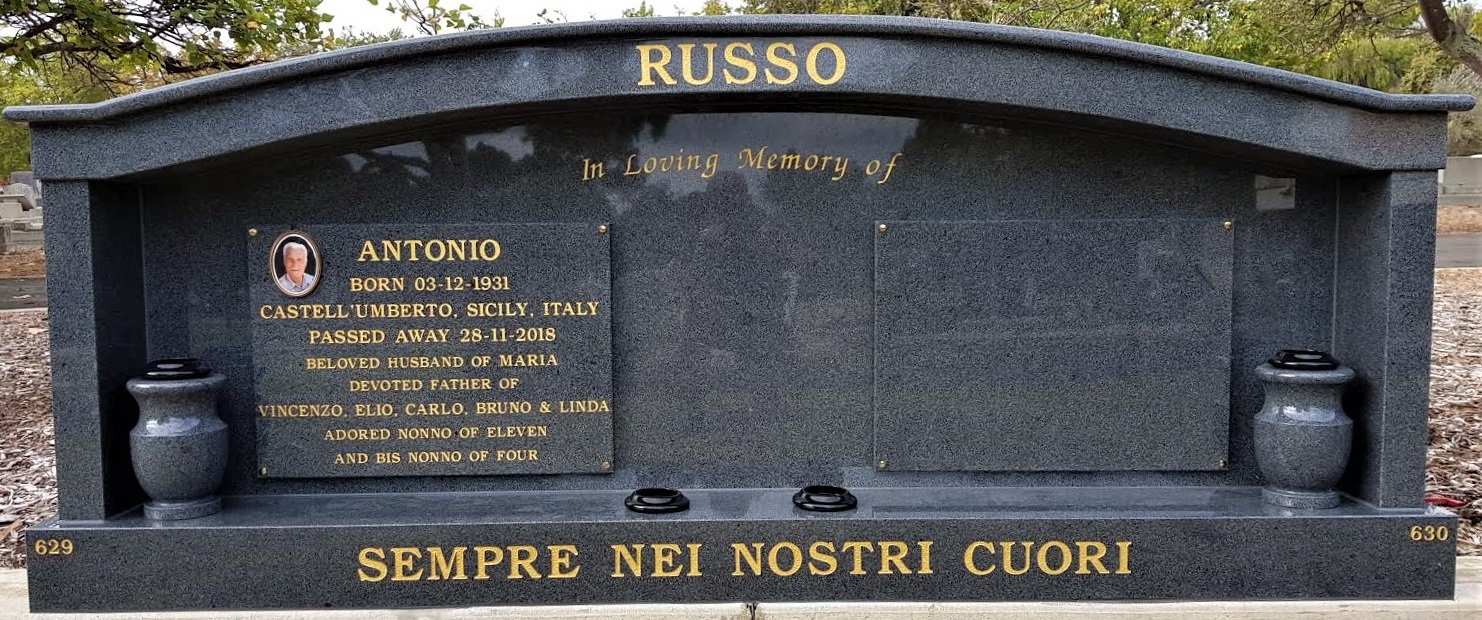 RUSSO
In Loving Memory of
ANTONIO
BORN 03-12-1931
CASTELL'UMBERTO, SICILY, ITALY
PASSED AWAY 28-11-2018
BELOVED HUSBAND OF MARIA
DEVOTED FATHER OF
VINCENZO, ELIO, CARLO, BRUNO & LINDA
ADORED NONNO OF ELEVEN
AND BIS NONNO OF FOUR
629
SEMPRE NEI NOSTRI CUORI
630